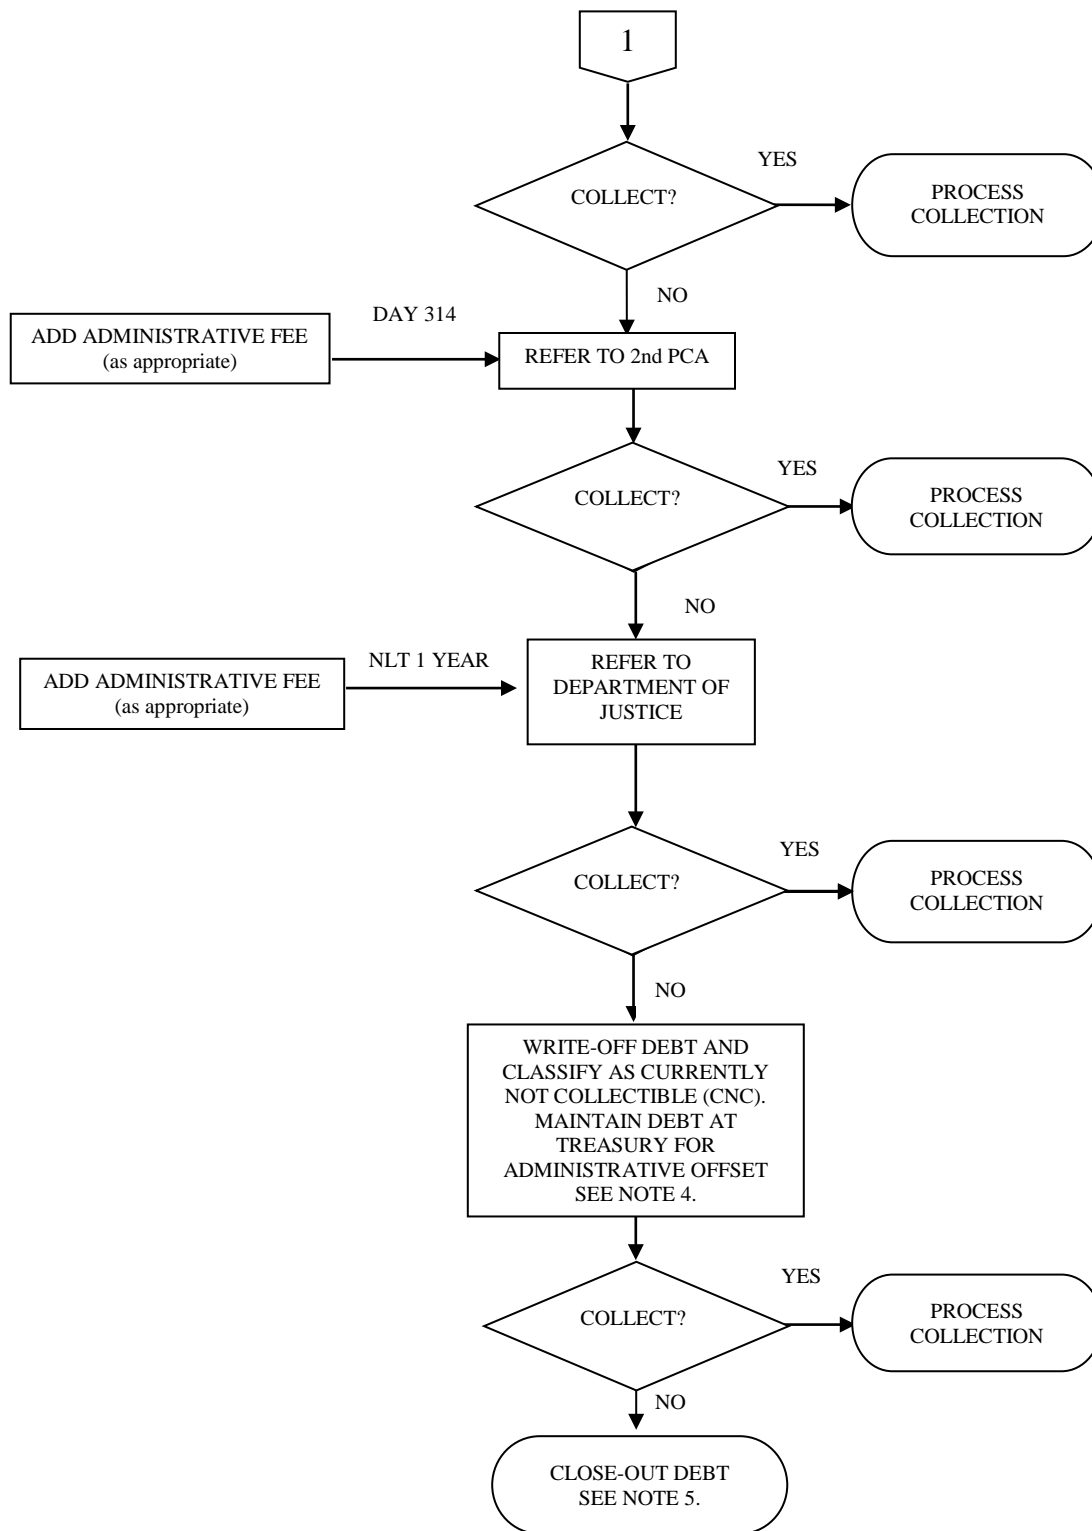 1
COLLECT?
YES
PROCESS
COLLECTION
NO
DAY 314
ADD ADMINISTRATIVE FEE
(as appropriate)
REFER TO 2nd PCA
COLLECT?
YES
PROCESS
COLLECTION
NO
NLT 1 YEAR
ADD ADMINISTRATIVE FEE
(as appropriate)
REFER TO
DEPARTMENT OF
JUSTICE
COLLECT?
YES
PROCESS
COLLECTION
NO
WRITE-OFF DEBT AND
CLASSIFY AS CURRENTLY
NOT COLLECTIBLE (CNC).
MAINTAIN DEBT AT
TREASURY FOR
ADMINISTRATIVE OFFSET
SEE NOTE 4.
COLLECT?
YES
PROCESS
COLLECTION
NO
CLOSE-OUT DEBT
SEE NOTE 5.